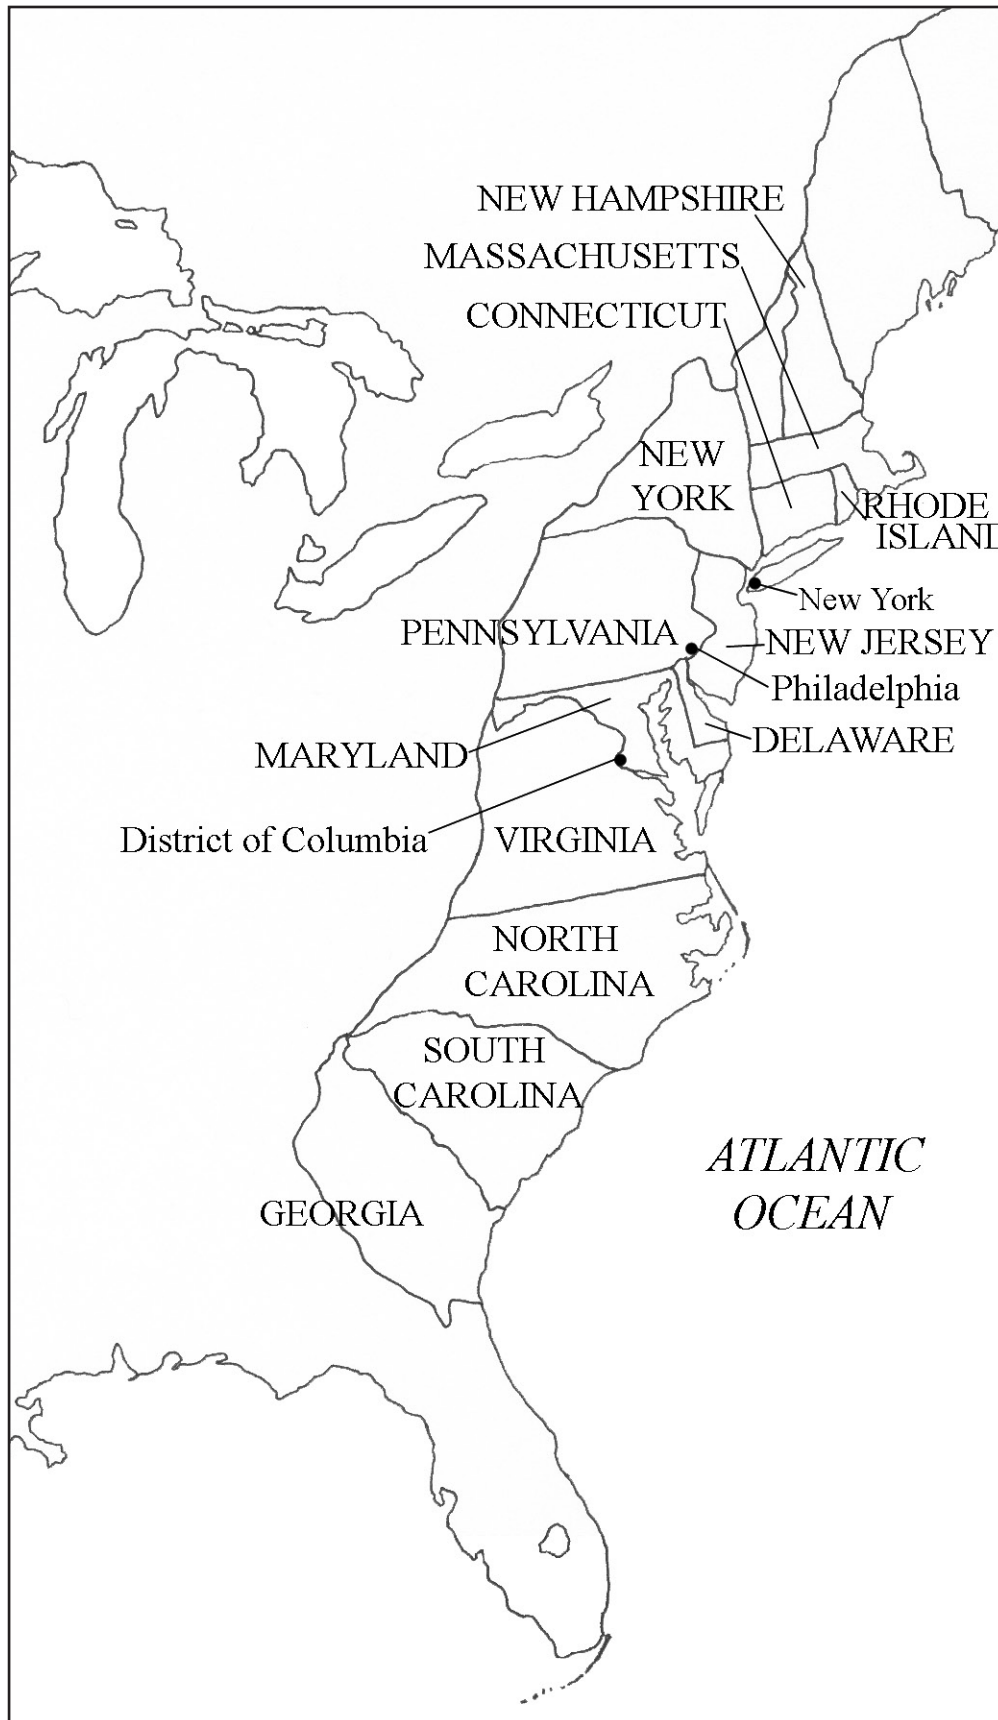 NEW HAMPSHIRE
MASSACHUSETTS
CONNECTICUT
NEW
YORK
RHODE
ISLAND
New York
PENNSYLVANIA
NEW JERSEY
Philadelphia
DELAWARE
MARYLAND
District of Columbia
VIRGINIA
NORTH
CAROLINA
SOUTH
CAROLINA
ATLANTIC
OCEAN
GEORGIA